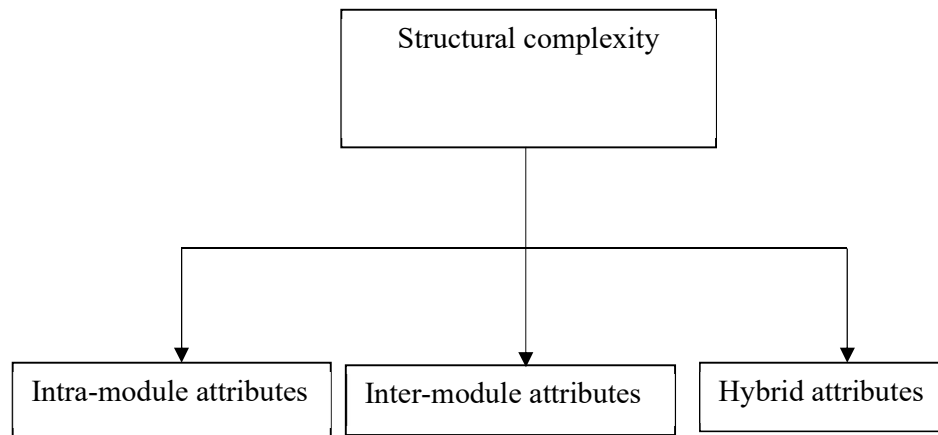 Structural complexity
Intra-module attributes
Inter-module attributes
Hybrid attributes